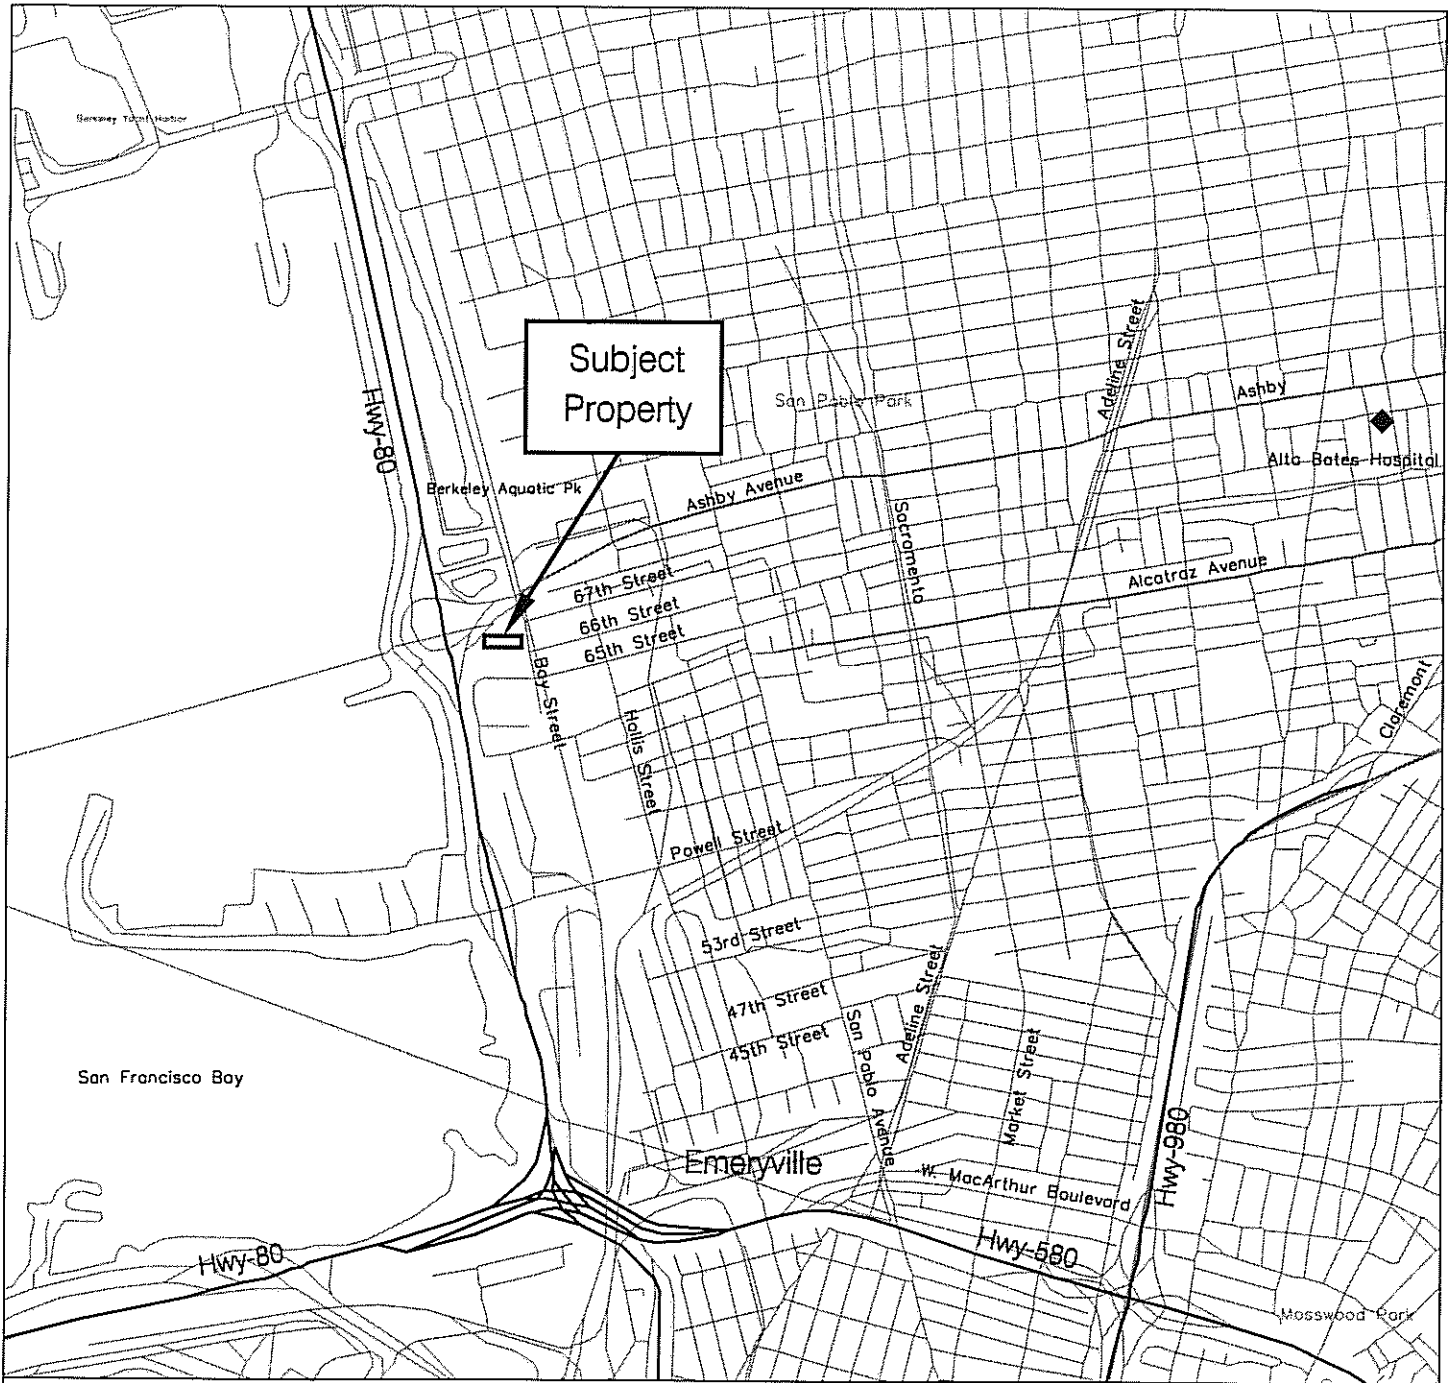 Berkeley Yacht Harbor
Subject
Property
Adeline Street
Ashby
San Pablo Park
Hwy-80
Alta Bates Hospital
Berkeley Aquatic Pk
Ashby Avenue
Sacramento
Alcatraz Avenue
67th Street
66th Street
65th Street
Bay Street
Hollis Street
Claremont
Powell Street
53rd Street
47th Street
45th Street
San Pablo Avenue
Adeline Street
Market Street
San Francisco Bay
Emeryville
W. MacArthur Boulevard
Hwy-980
Hwy-80
Hwy-580
Mosswood Park